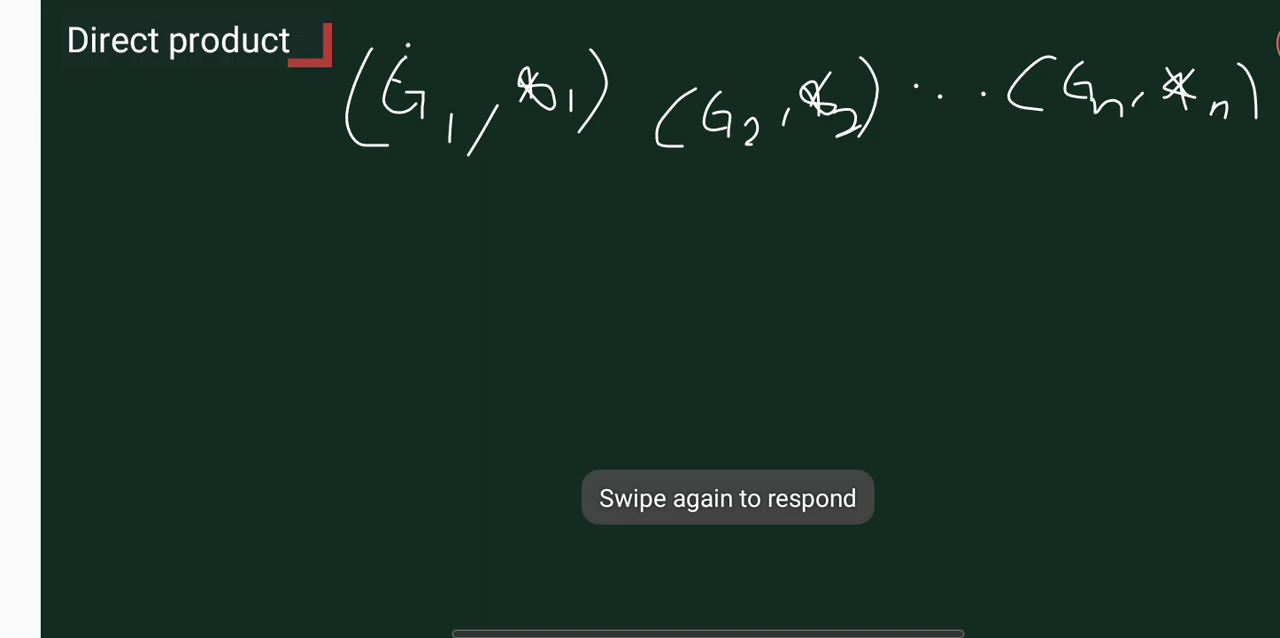 Direct product
(G₁, *₁) (G₂, *₂) ... (Gₙ, *ₙ)
Swipe again to respond